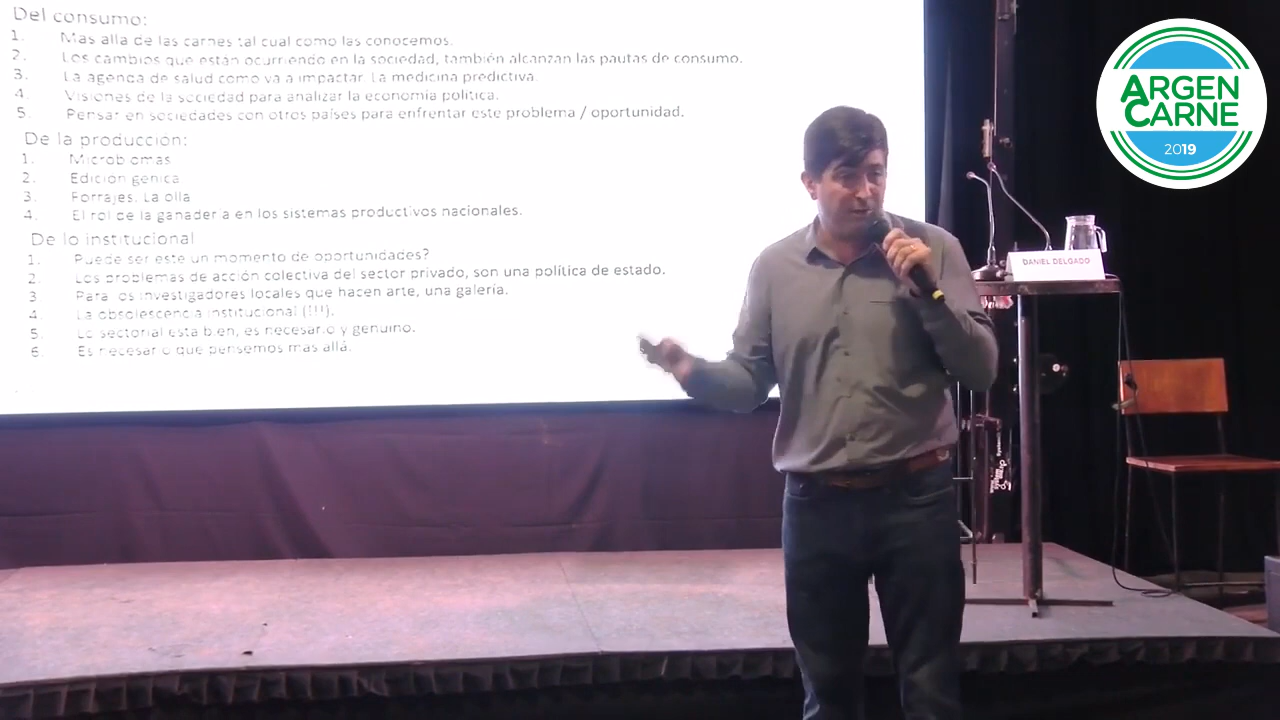 Del consumo:
1. Mas alla de las carnes tal cual como las conocemos.
2. Los cambios que están ocurriendo en la sociedad, también alcanzan las pautas de consumo.
3. La agenda de salud como va a impactar. La medicina predictiva.
4. Visiones de la sociedad para analizar la economía política.
5. Pensar en sociedades con otros países para enfrentar este problema / oportunidad.
De la producción:
1. Microbiomas
2. Edición génica
3. Forrajes. La olla
4. El rol de la ganadería en los sistemas productivos nacionales.
De lo institucional
1. Puede ser este un momento de oportunidades?
2. Los problemas de acción colectiva del sector privado, son una política de estado.
3. Para los investigadores locales que hacen arte, una galería.
4. La obsolescencia institucional (!!!).
5. Lo sectorial esta bien, es necesario y genuino.
6. Es necesario que pensemos mas allá.
ARGEN
CARNE
2019
DANIEL DELGADO